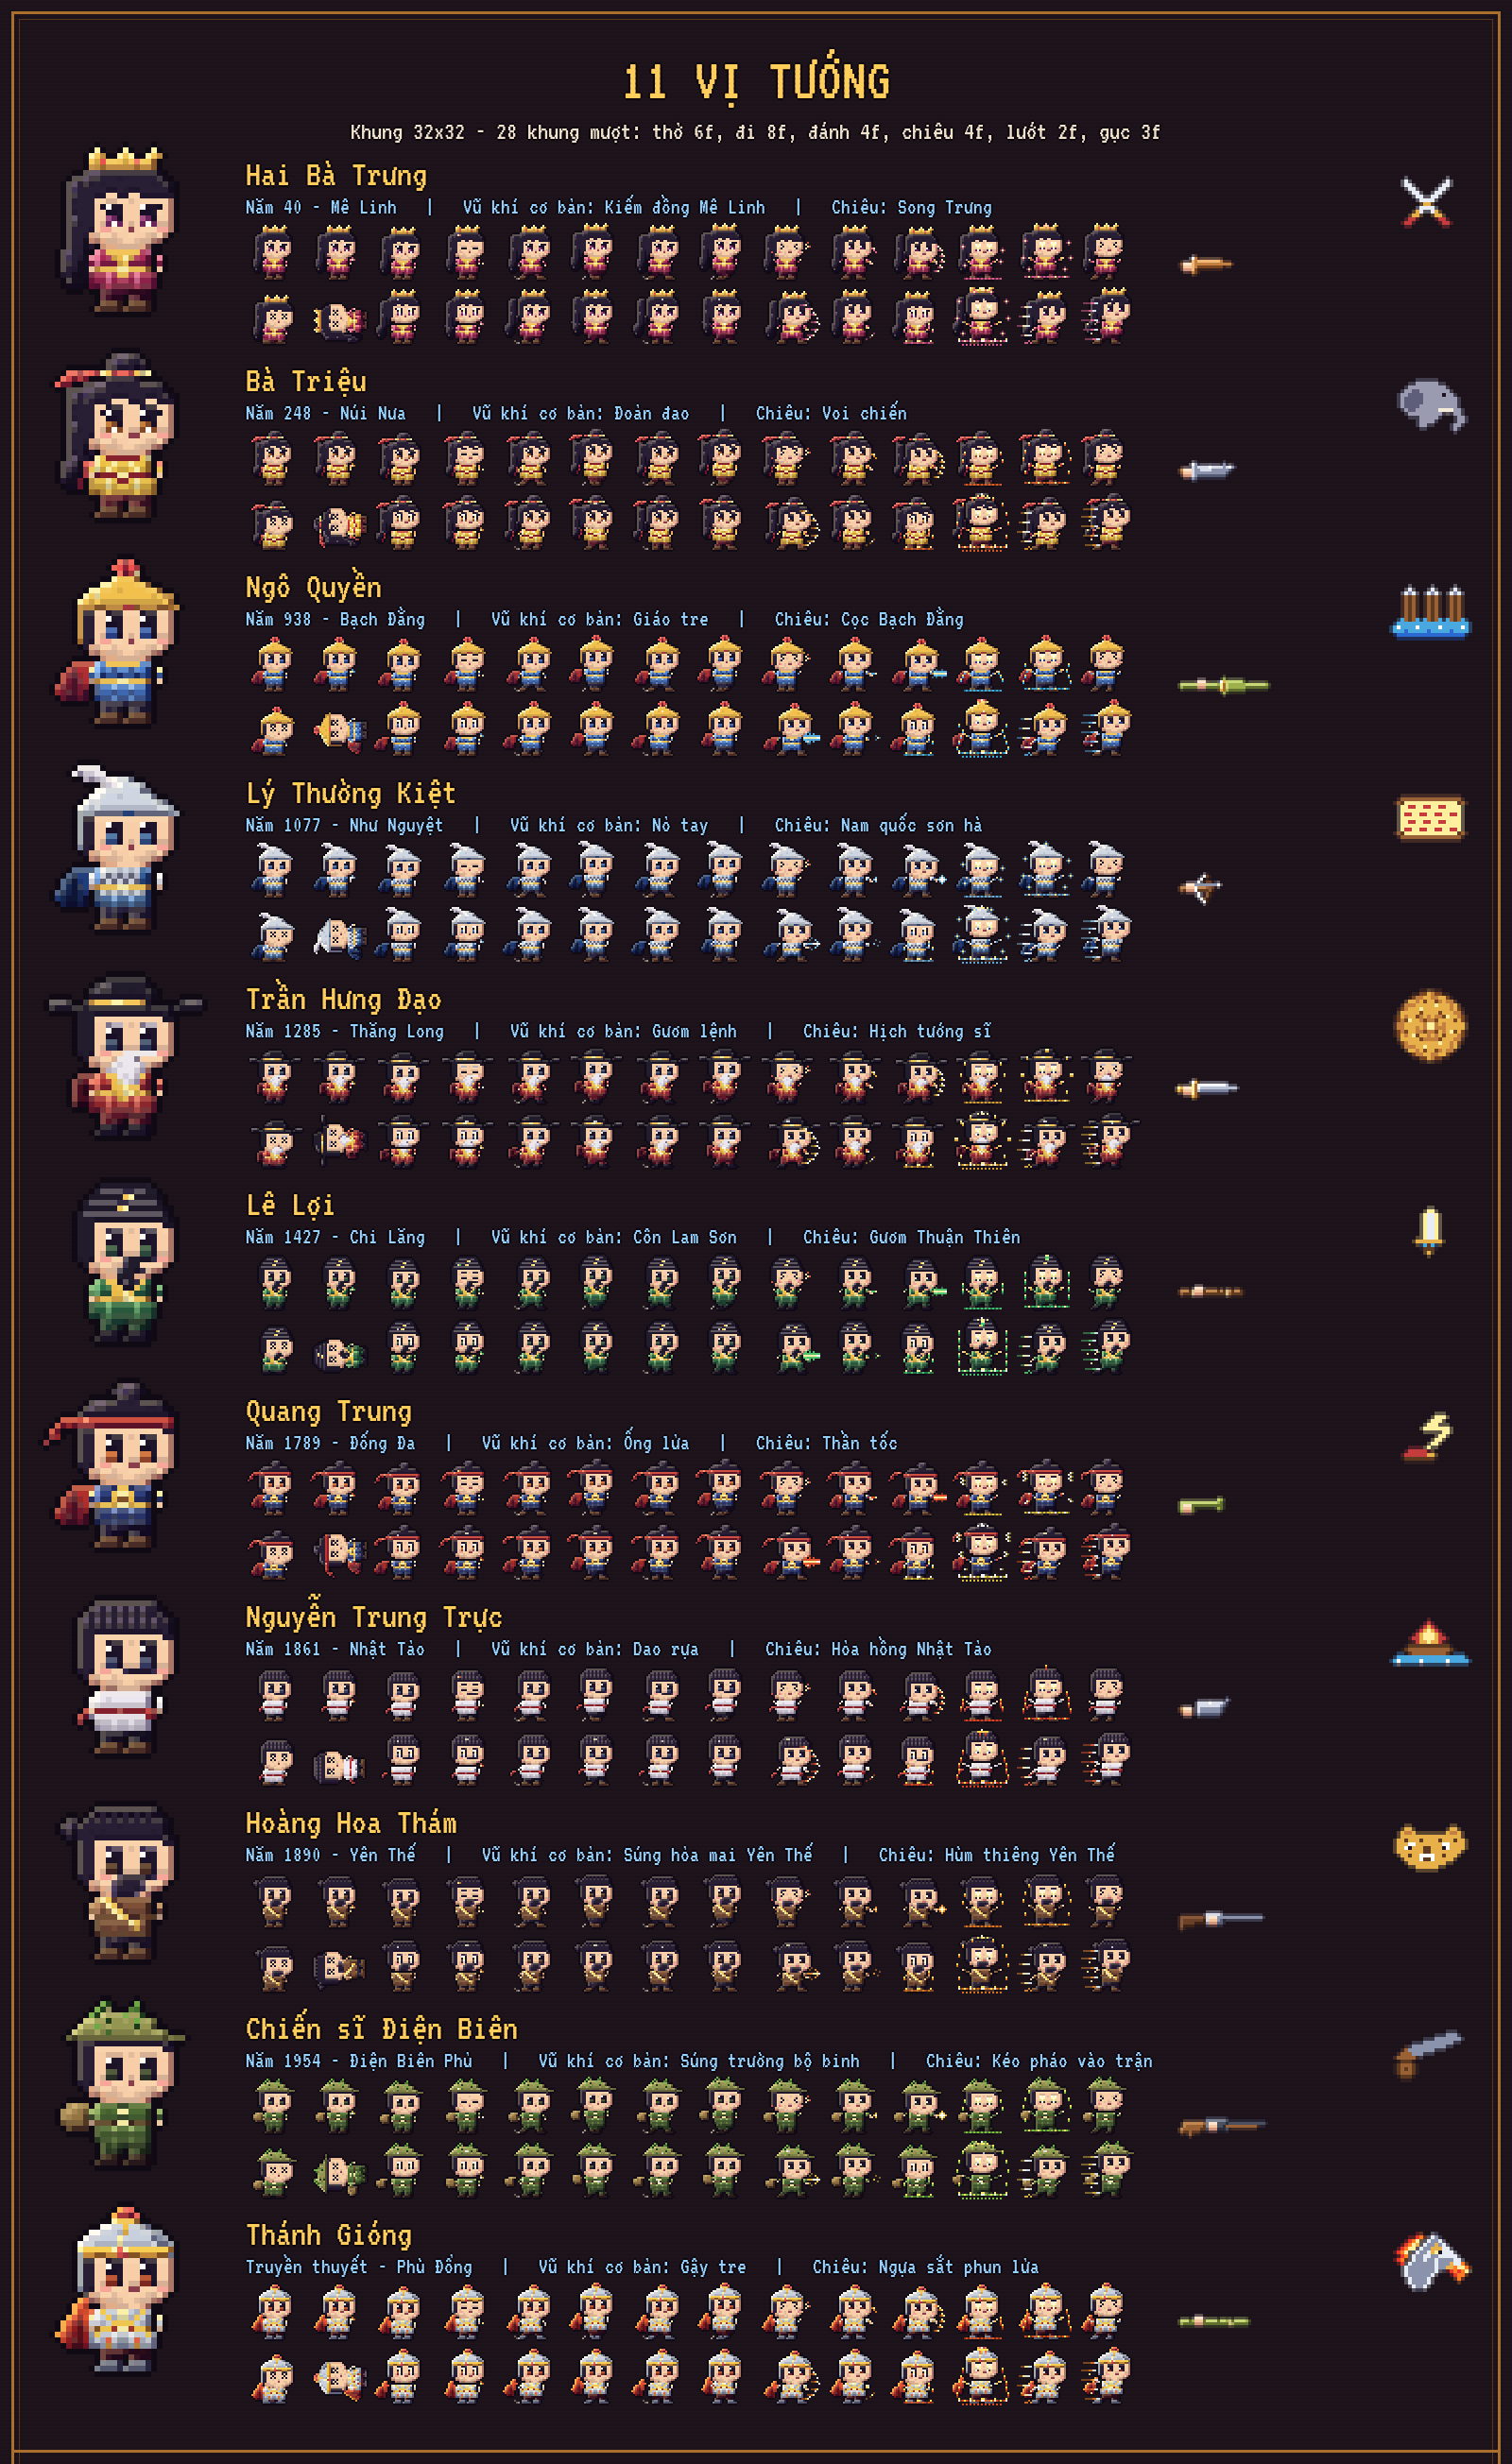 11 VỊ TƯỚNG
Khung 32x32 - 28 khung mượt: thở 6f, đi 8f, đánh 4f, chiêu 4f, lướt 2f, gục 3f
Hai Bà Trưng
Năm 40 - Mê Linh | Vũ khí cơ bản: Kiếm đồng Mê Linh | Chiêu: Song Trưng
Bà Triệu
Năm 248 - Núi Nưa | Vũ khí cơ bản: Đoản đao | Chiêu: Voi chiến
Ngô Quyền
Năm 938 - Bạch Đằng | Vũ khí cơ bản: Giáo tre | Chiêu: Cọc Bạch Đằng
Lý Thường Kiệt
Năm 1077 - Như Nguyệt | Vũ khí cơ bản: Nỏ tay | Chiêu: Nam quốc sơn hà
Trần Hưng Đạo
Năm 1285 - Thăng Long | Vũ khí cơ bản: Gươm lệnh | Chiêu: Hịch tướng sĩ
Lê Lợi
Năm 1427 - Chi Lăng | Vũ khí cơ bản: Côn Lam Sơn | Chiêu: Gươm Thuận Thiên
Quang Trung
Năm 1789 - Đống Đa | Vũ khí cơ bản: Ống lửa | Chiêu: Thần tốc
Nguyễn Trung Trực
Năm 1861 - Nhật Tảo | Vũ khí cơ bản: Dao rựa | Chiêu: Hỏa hồng Nhật Tảo
Hoàng Hoa Thám
Năm 1890 - Yên Thế | Vũ khí cơ bản: Súng hỏa mai Yên Thế | Chiêu: Hùm thiêng Yên Thế
Chiến sĩ Điện Biên
Năm 1954 - Điện Biên Phủ | Vũ khí cơ bản: Súng trường bộ binh | Chiêu: Kéo pháo vào trận
Thánh Gióng
Truyền thuyết - Phù Đổng | Vũ khí cơ bản: Gậy tre | Chiêu: Ngựa sắt phun lửa